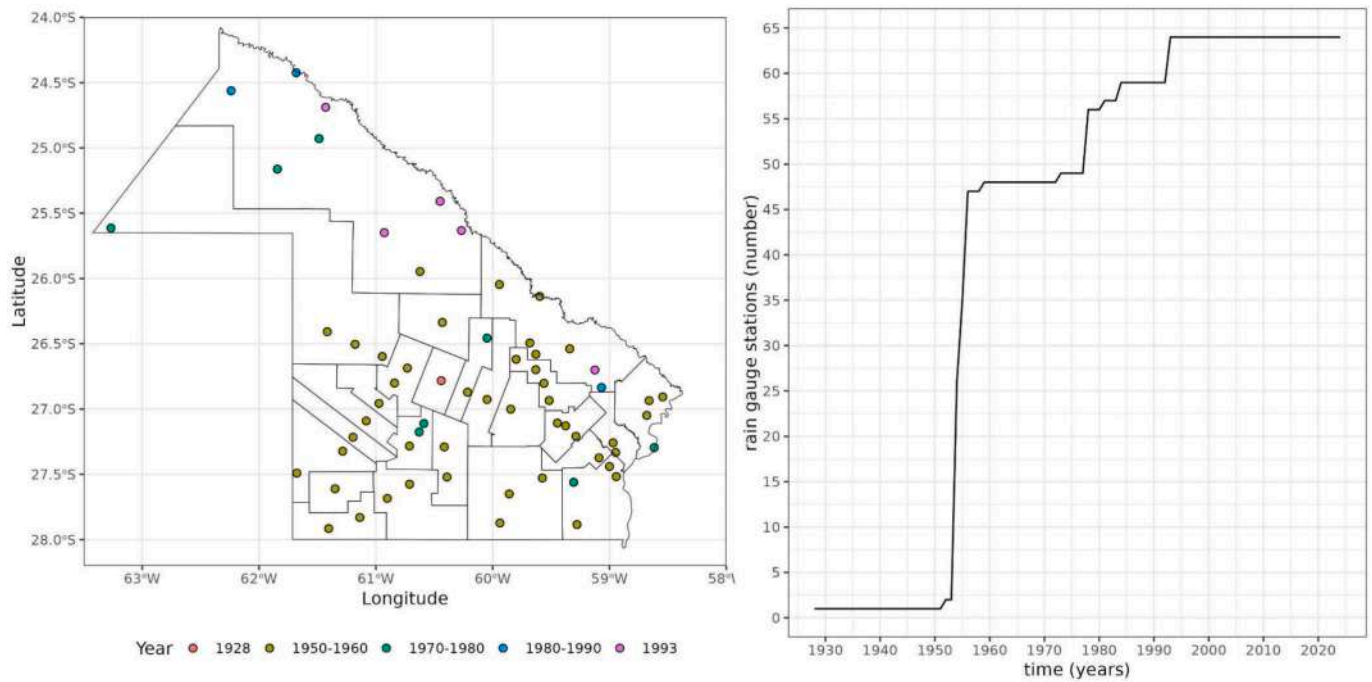 24.0°S
24.5°S
25.0°S
25.5°S
26.0°S
26.5°S
27.0°S
27.5°S
28.0°S
Latitude
63°W
62°W
61°W
60°W
59°W
58°W
Longitude
Year 1928 1950-1960 1970-1980 1980-1990 1993
65
60
55
50
45
40
35
30
25
20
15
10
5
0
rain gauge stations (number)
1930 1940 1950 1960 1970 1980 1990 2000 2010 2020
time (years)